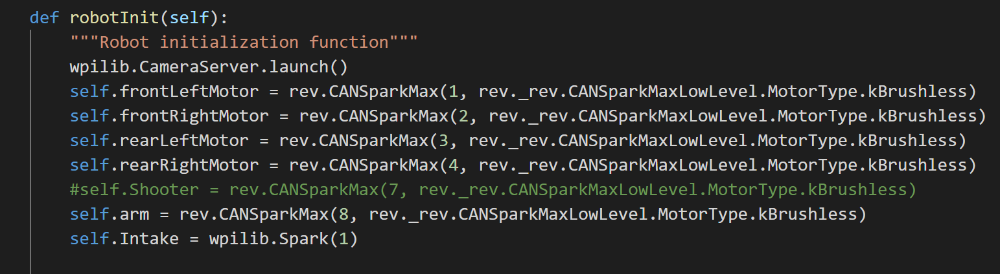 def robotInit(self):
    """Robot initialization function"""
    wpilib.CameraServer.launch()
    self.frontLeftMotor = rev.CANSparkMax(1, rev._rev.CANSparkMaxLowLevel.MotorType.kBrushless)
    self.frontRightMotor = rev.CANSparkMax(2, rev._rev.CANSparkMaxLowLevel.MotorType.kBrushless)
    self.rearLeftMotor = rev.CANSparkMax(3, rev._rev.CANSparkMaxLowLevel.MotorType.kBrushless)
    self.rearRightMotor = rev.CANSparkMax(4, rev._rev.CANSparkMaxLowLevel.MotorType.kBrushless)
    #self.Shooter = rev.CANSparkMax(7, rev._rev.CANSparkMaxLowLevel.MotorType.kBrushless)
    self.arm = rev.CANSparkMax(8, rev._rev.CANSparkMaxLowLevel.MotorType.kBrushless)
    self.Intake = wpilib.Spark(1)